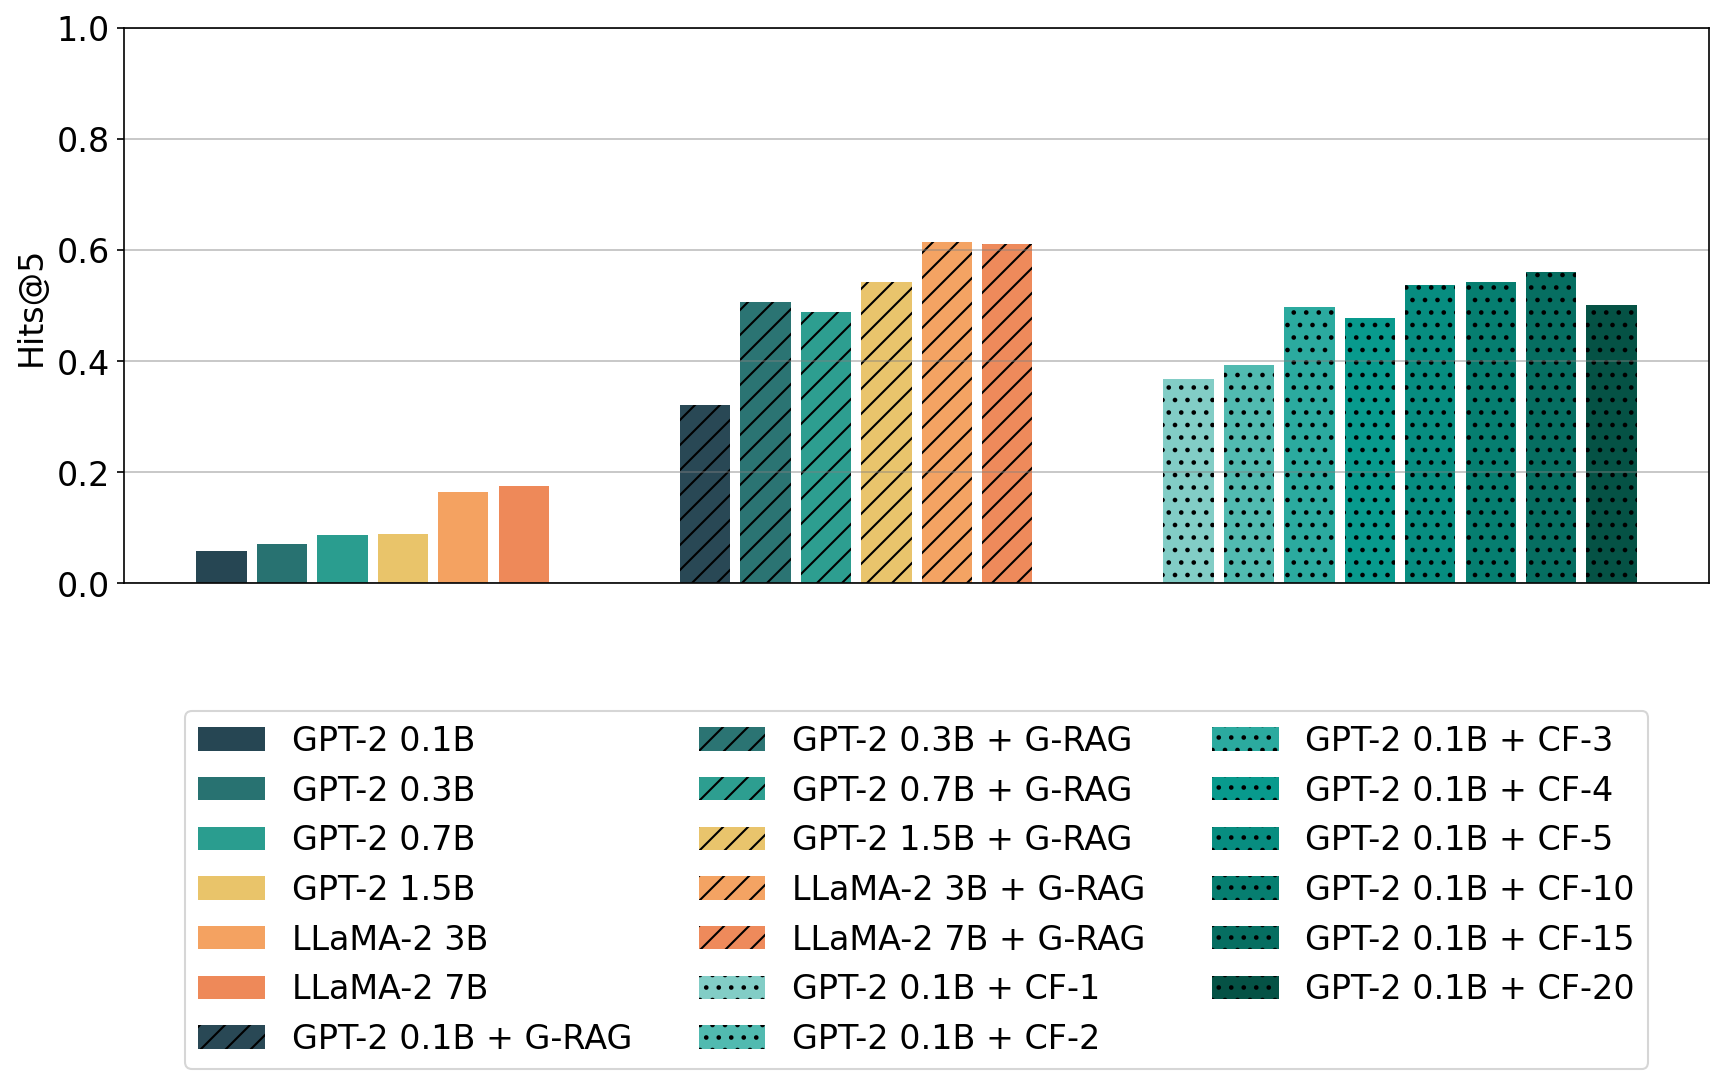 1.0
0.8
0.6
0.4
0.2
0.0
Hits@5
GPT-2 0.1B
GPT-2 0.3B
GPT-2 0.7B
GPT-2 1.5B
LLaMA-2 3B
LLaMA-2 7B
GPT-2 0.1B + G-RAG
GPT-2 0.3B + G-RAG
GPT-2 0.7B + G-RAG
GPT-2 1.5B + G-RAG
LLaMA-2 3B + G-RAG
LLaMA-2 7B + G-RAG
GPT-2 0.1B + CF-1
GPT-2 0.1B + CF-2
GPT-2 0.1B + CF-3
GPT-2 0.1B + CF-4
GPT-2 0.1B + CF-5
GPT-2 0.1B + CF-10
GPT-2 0.1B + CF-15
GPT-2 0.1B + CF-20